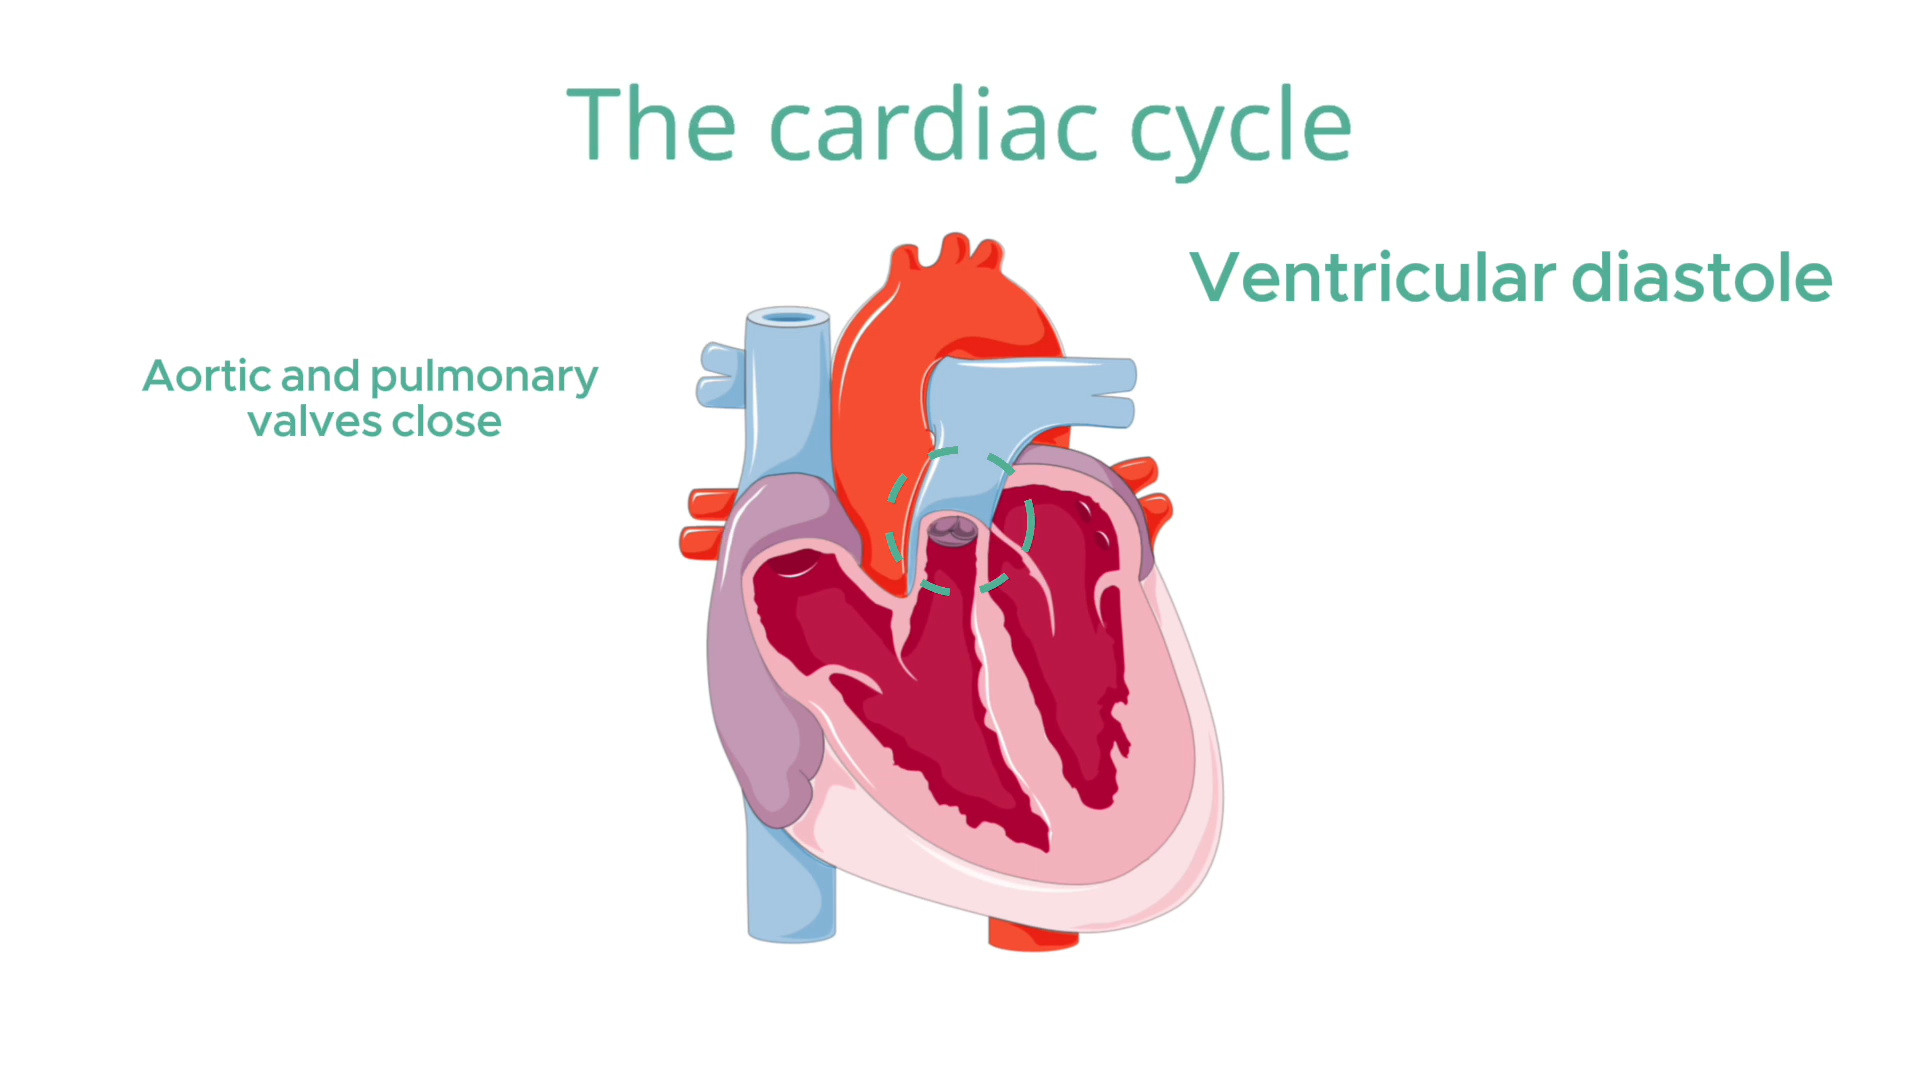 The cardiac cycle
Ventricular diastole
Aortic and pulmonary
valves close